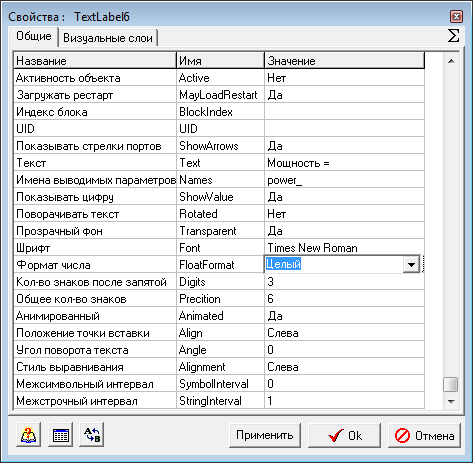 Свойства : TextLabel6
Общие Визуальные слои Σ
Название Имя Значение
Активность объекта Active Нет
Загружать рестарт MayLoadRestart Да
Индекс блока BlockIndex
UID UID
Показывать стрелки портов ShowArrows Да
Текст Text Мощность =
Имена выводимых параметров Names power_
Показывать цифру ShowValue Да
Поворачивать текст Rotated Нет
Прозрачный фон Transparent Да
Шрифт Font Times New Roman
Формат числа FloatFormat Целый
Кол-во знаков после запятой Digits 3
Общее кол-во знаков Precition 6
Анимированный Animated Да
Положение точки вставки Align Слева
Угол поворота текста Angle 0
Стиль выравнивания Alignment Слева
Межсимвольный интервал SymbolInterval 0
Межстрочный интервал StringInterval 1
Применить Ok Отмена